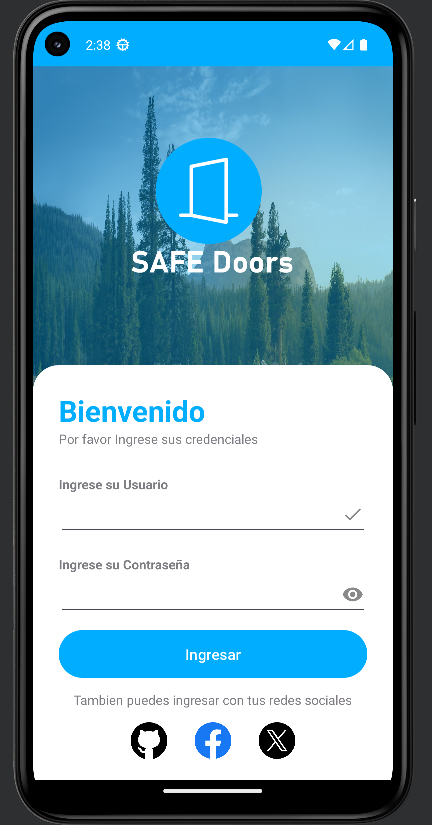 2:38
SAFE Doors
Bienvenido
Por favor Ingrese sus credenciales
Ingrese su Usuario
Ingrese su Contraseña
Ingresar
Tambien puedes ingresar con tus redes sociales